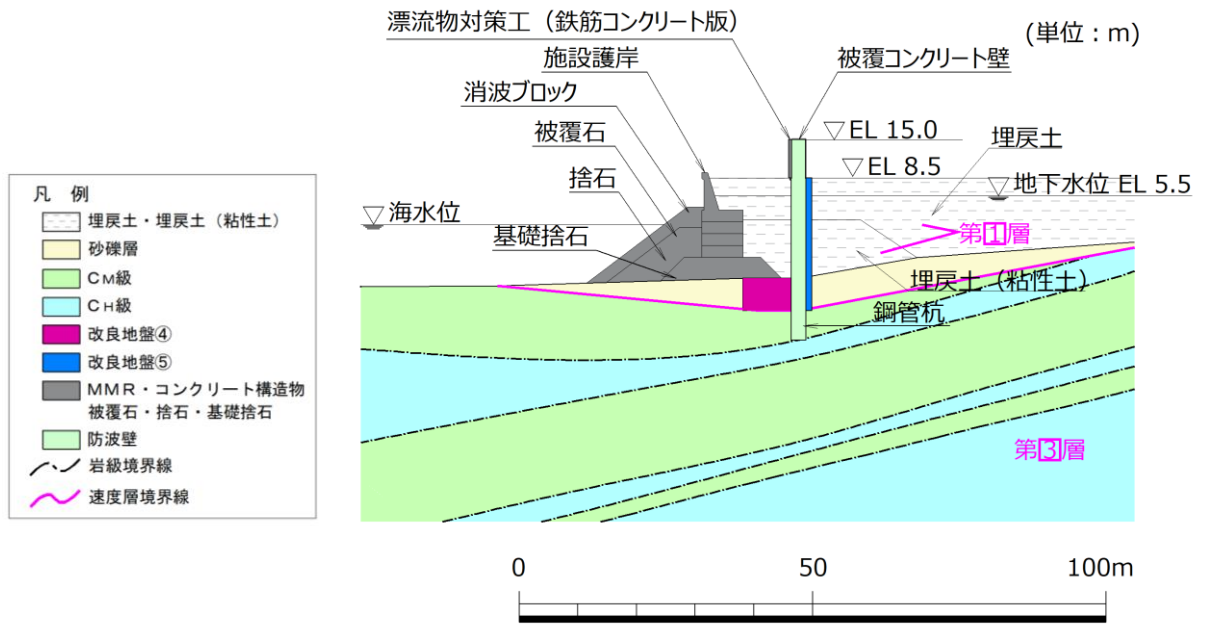 漂流物対策工（鉄筋コンクリート版）
(単位：m)
施設護岸
被覆コンクリート壁
消波ブロック
被覆石
▽EL 15.0
埋戻土
捨石
▽EL 8.5
地下水位 EL 5.5
海水位
第1層
基礎捨石
埋戻土（粘性土）
鋼管杭
第3層
凡 例
埋戻土・埋戻土（粘性土）
砂礫層
CM級
CH級
改良地盤④
改良地盤⑤
MMR・コンクリート構造物
被覆石・捨石・基礎捨石
防波壁
岩級境界線
速度層境界線
0 50 100m